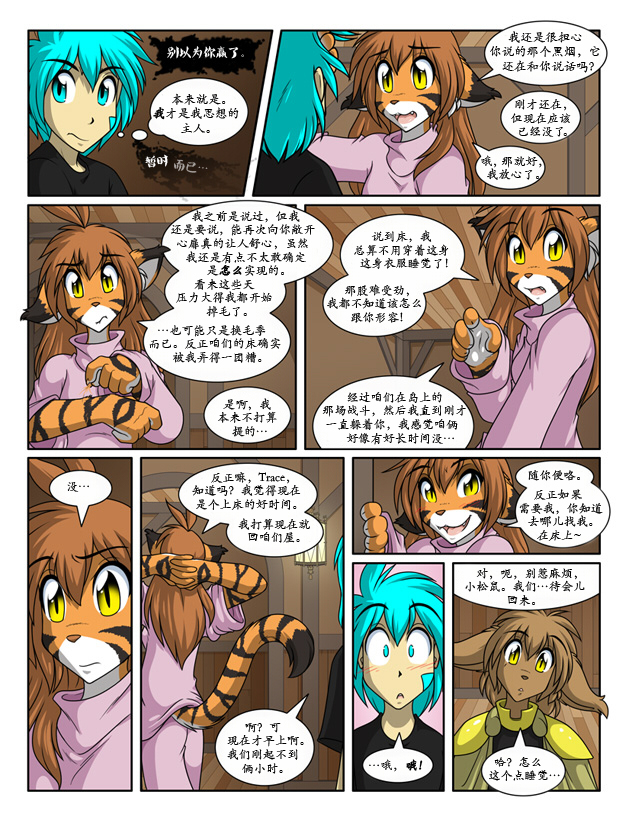 别以为你赢了。
本来就是。
我才是我思想的
主人。
暂时 而已…
我还是很担心
你说的那个黑烟，它
还在和你说话吗？
刚才还在，
但现在应该
已经没了。
哦，那就好，
我放心了。
我之前是说过，但我
还是要说，能再次向你敞开
心扉真的让人舒心，虽然
我还是有点不太敢确定
是怎么实现的。
看来这些天
压力大得我都开始
掉毛了。
…也可能只是换毛季
而已。反正咱们的床确实
被我弄得一团糟。
是啊，我
本来不打算
提的…
说到床，我
总算不用穿着这身
这身衣服睡觉了！
那股难受劲，
我都不知道该怎么
跟你形容！
经过咱们在岛上的
那场战斗，然后我直到刚才
一直躲着你，我感觉咱俩
好像有好长时间没…
没…
反正嘛，Trace，
知道吗？我觉得现在
是个上床的好时间。
我打算现在就
回咱们屋。
啊？可
现在才早上啊。
我们刚起不到
俩小时。
随你便咯。
反正如果
需要我，你知道
去哪儿找我。
在床上~
…哦，哦！
对，呃，别惹麻烦，
小松鼠。我们…待会儿
回来。
哈？怎么
这个点睡觉…